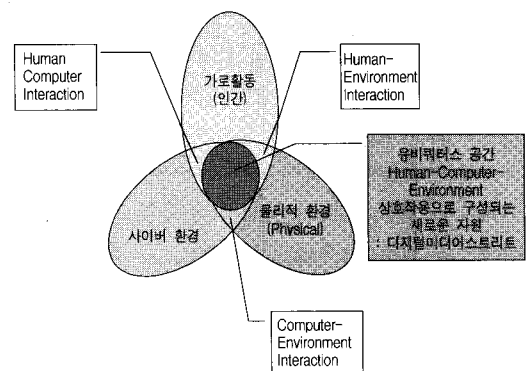 Human
Computer
Interaction
Human-
Environment
Interaction
가로활동
(인간)
유비쿼터스 공간
Human-Computer-
Environment
상호작용으로 구성되는
새로운 차원
: 디지털미디어스트리트
사이버 환경
물리적 환경
(Physical)
Computer-
Environment
Interaction